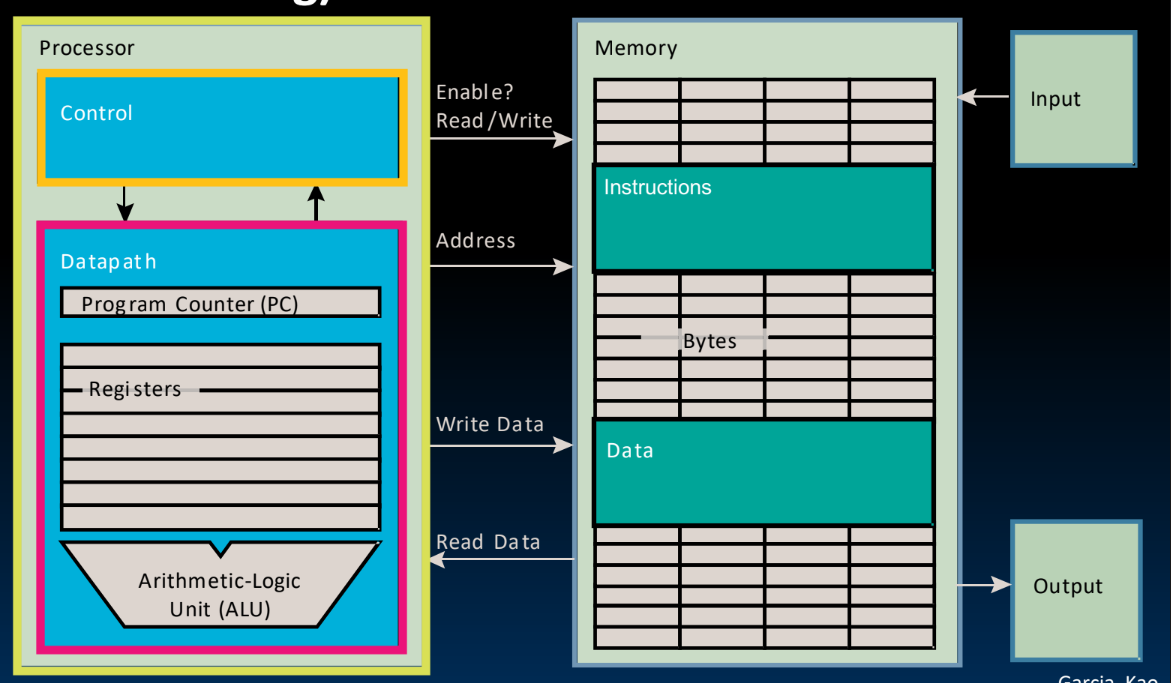 Processor
Control
Datapath
Program Counter (PC)
Registers
Arithmetic-Logic
Unit (ALU)
Enable?
Read/Write
Address
Write Data
Read Data
Memory
Instructions
Bytes
Data
Input
Output
Garcia, Kao